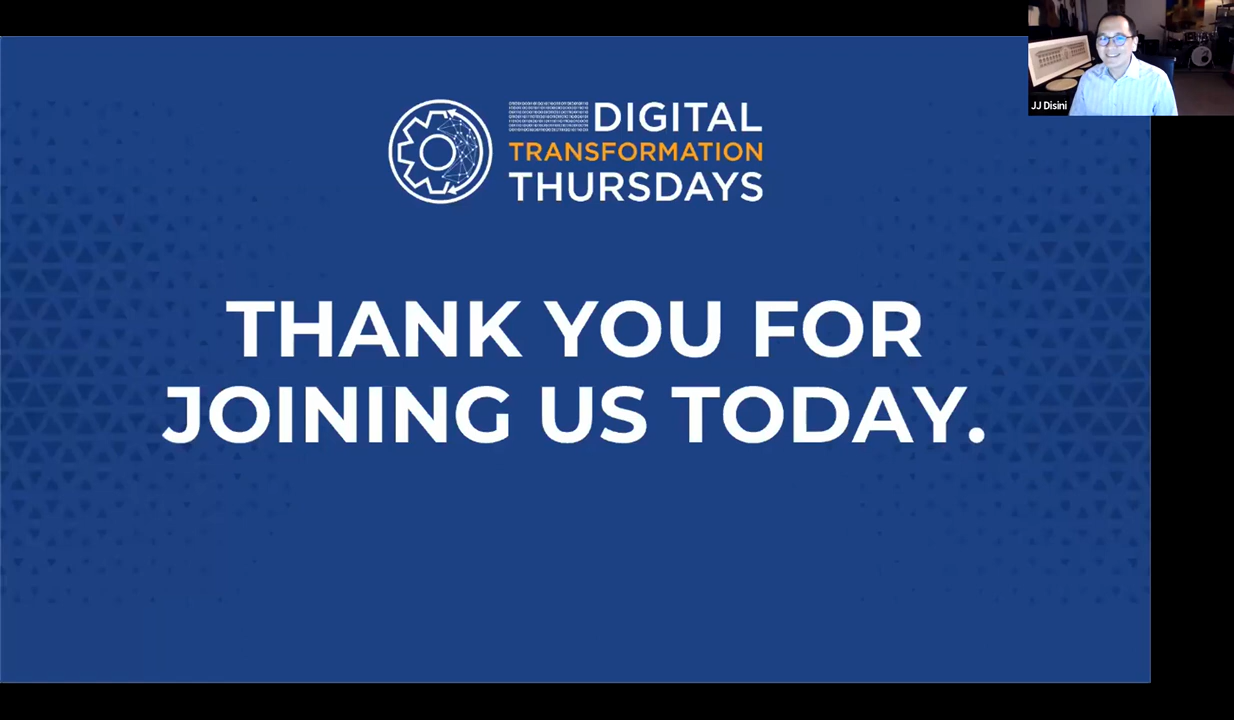 DIGITAL
TRANSFORMATION
THURSDAYS
THANK YOU FOR
JOINING US TODAY.
JJ Disini